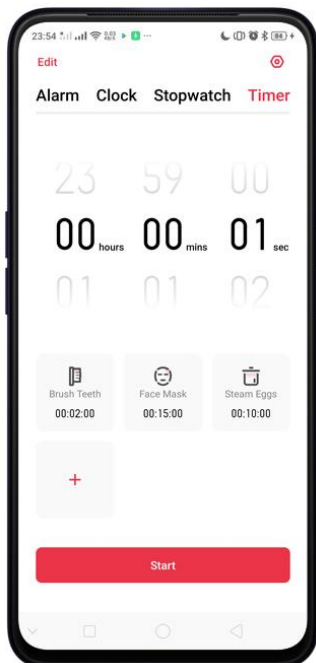 23:54
Edit
Alarm Clock Stopwatch Timer
23 59 00
00 hours 00 mins 01 sec
01 01 02
Brush Teeth Face Mask Steam Eggs
00:02:00 00:15:00 00:10:00
+
Start